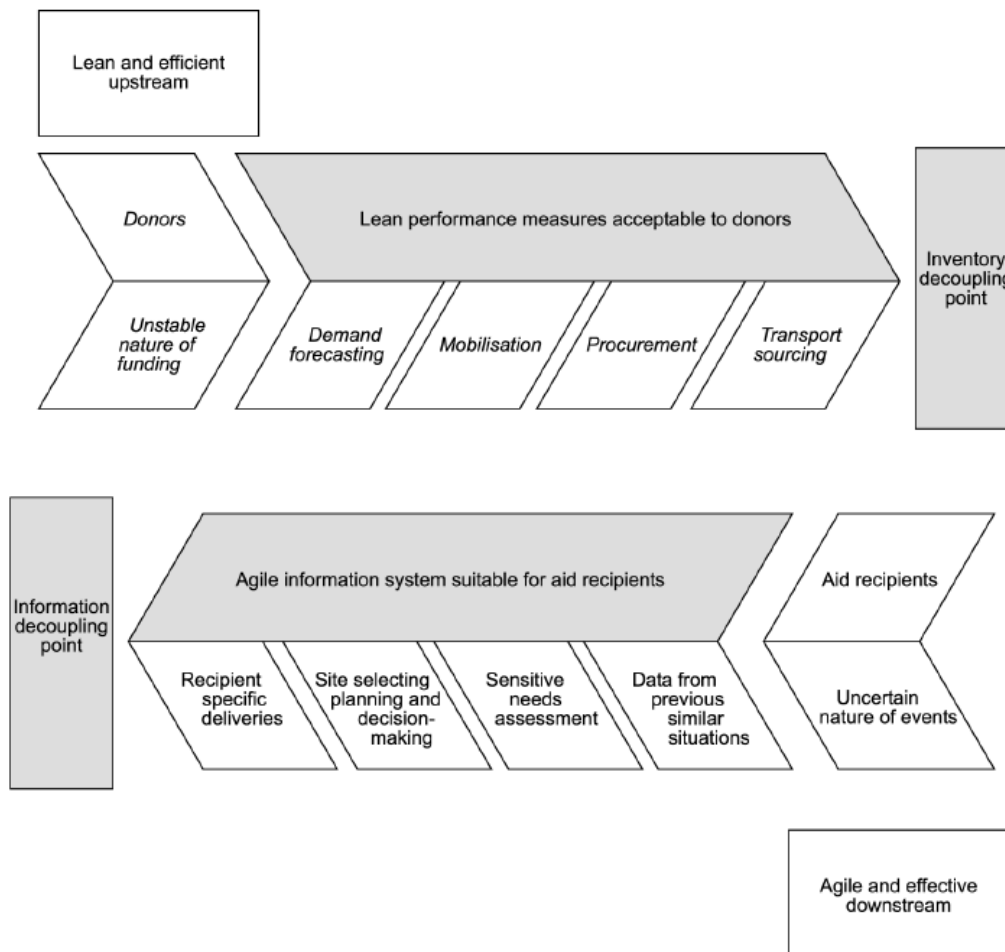 Lean and efficient
upstream
Donors
Lean performance measures acceptable to donors
Inventory
decoupling
point
Unstable
nature of
funding
Demand
forecasting
Mobilisation
Procurement
Transport
sourcing
Information
decoupling
point
Agile information system suitable for aid recipients
Aid recipients
Recipient
specific
deliveries
Site selecting
planning and
decision-
making
Sensitive
needs
assessment
Data from
previous
similar
situations
Uncertain
nature of events
Agile and effective
downstream